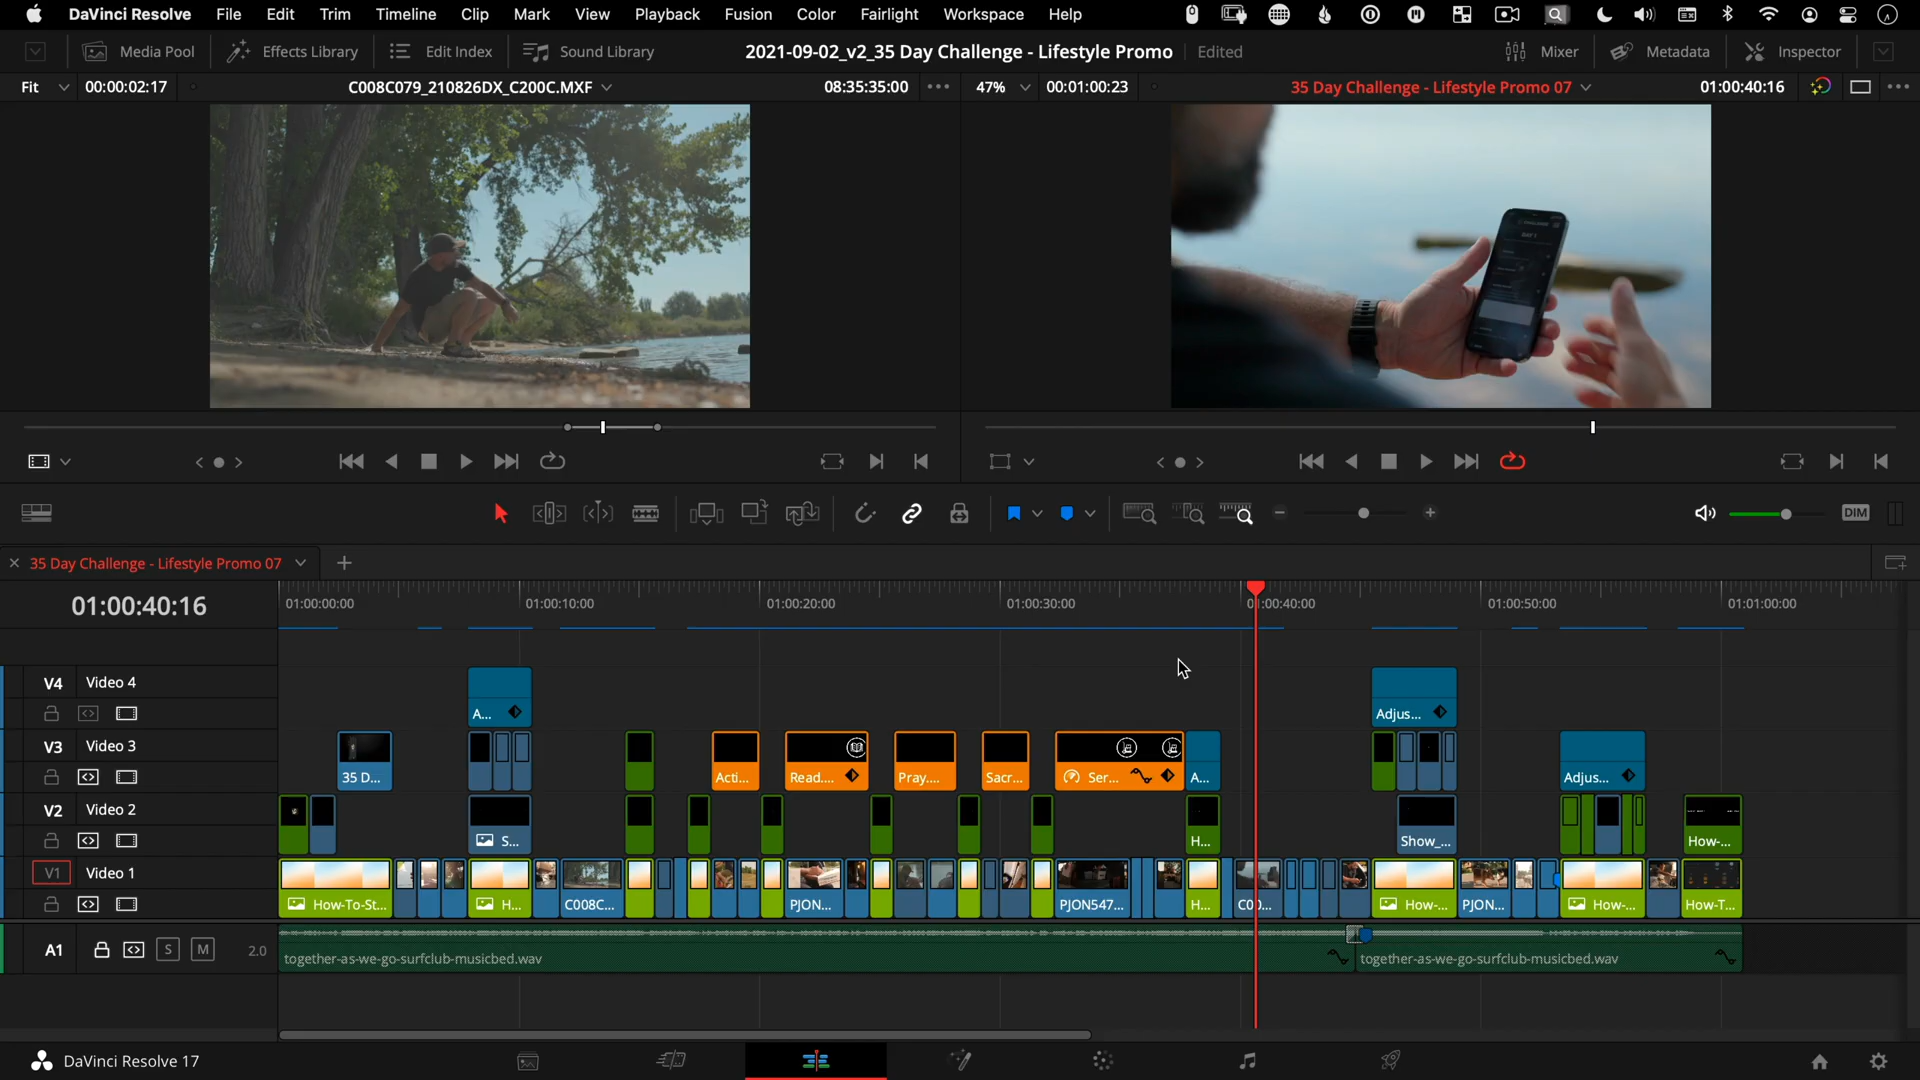 DaVinci Resolve File Edit Trim Timeline Clip Mark View Playback Fusion Color Fairlight Workspace Help
Media Pool Effects Library Edit Index Sound Library 2021-09-02_v2_35 Day Challenge - Lifestyle Promo Edited Mixer Metadata Inspector
Fit 00:00:02:17 C008C079_210826DX_C200C.MXF 08:35:35:00 47% 00:01:00:23 35 Day Challenge - Lifestyle Promo 07 01:00:40:16
DAY 1
DIM
35 Day Challenge - Lifestyle Promo 07
01:00:40:16 01:00:00:00 01:00:10:00 01:00:20:00 01:00:30:00 01:00:40:00 01:00:50:00 01:01:00:00
V4 Video 4
A... Adjus...
V3 Video 3
35 D... Acti... Read.... Pray.... Sacr... Ser... A... Adjus...
V2 Video 2
S... H... Show_... How-...
V1 Video 1
How-To-St... H... C008C... PJON... PJON547... H... C00... How-... PJON... How-... How-T...
A1 S M 2.0
together-as-we-go-surfclub-musicbed.wav together-as-we-go-surfclub-musicbed.wav
DaVinci Resolve 17